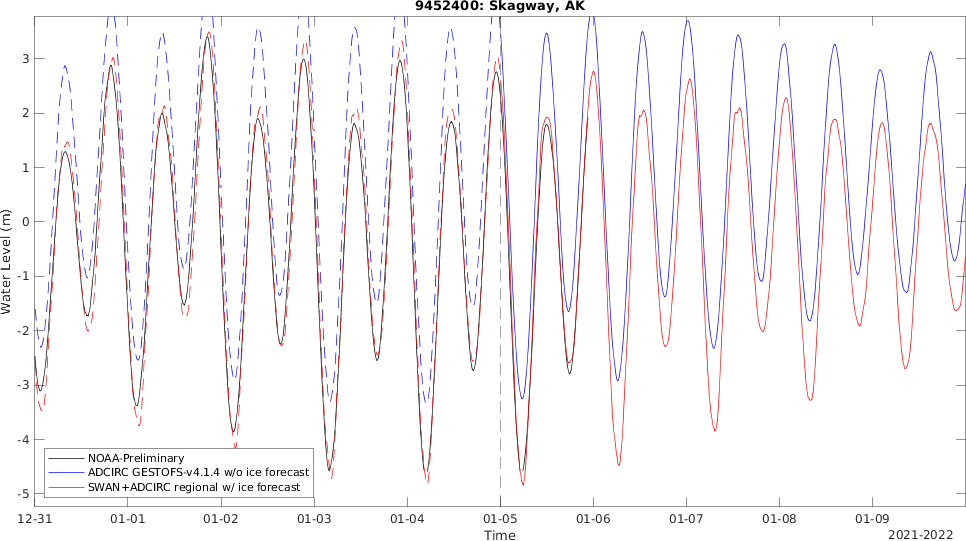 9452400: Skagway, AK
Water Level (m)
3
2
1
0
-1
-2
-3
-4
-5
NOAA-Preliminary
ADCIRC GESTOFS-v4.1.4 w/o ice forecast
SWAN+ADCIRC regional w/ ice forecast
12-31 01-01 01-02 01-03 01-04 01-05 01-06 01-07 01-08 01-09
Time
2021-2022